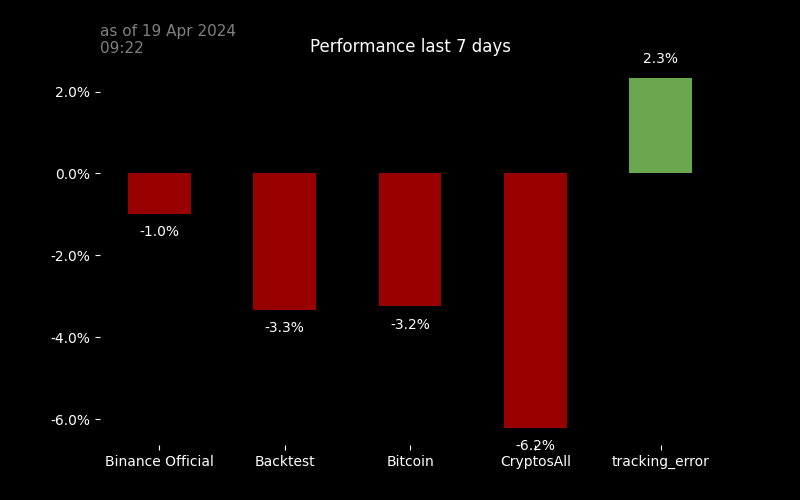 as of 19 Apr 2024
09:22
Performance last 7 days
2.3%
2.0%
0.0%
-1.0%
-2.0%
-3.3%
-3.2%
-4.0%
-6.0%
-6.2%
Binance Official
Backtest
Bitcoin
CryptosAll
tracking_error